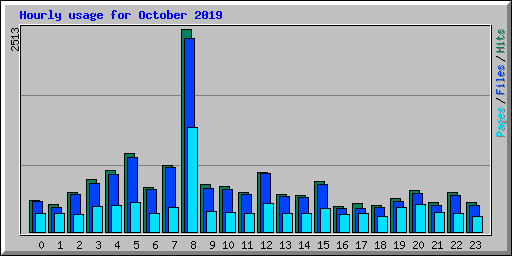 Hourly usage for October 2019
2513
Pages/Files/Hits
0 1 2 3 4 5 6 7 8 9 10 11 12 13 14 15 16 17 18 19 20 21 22 23